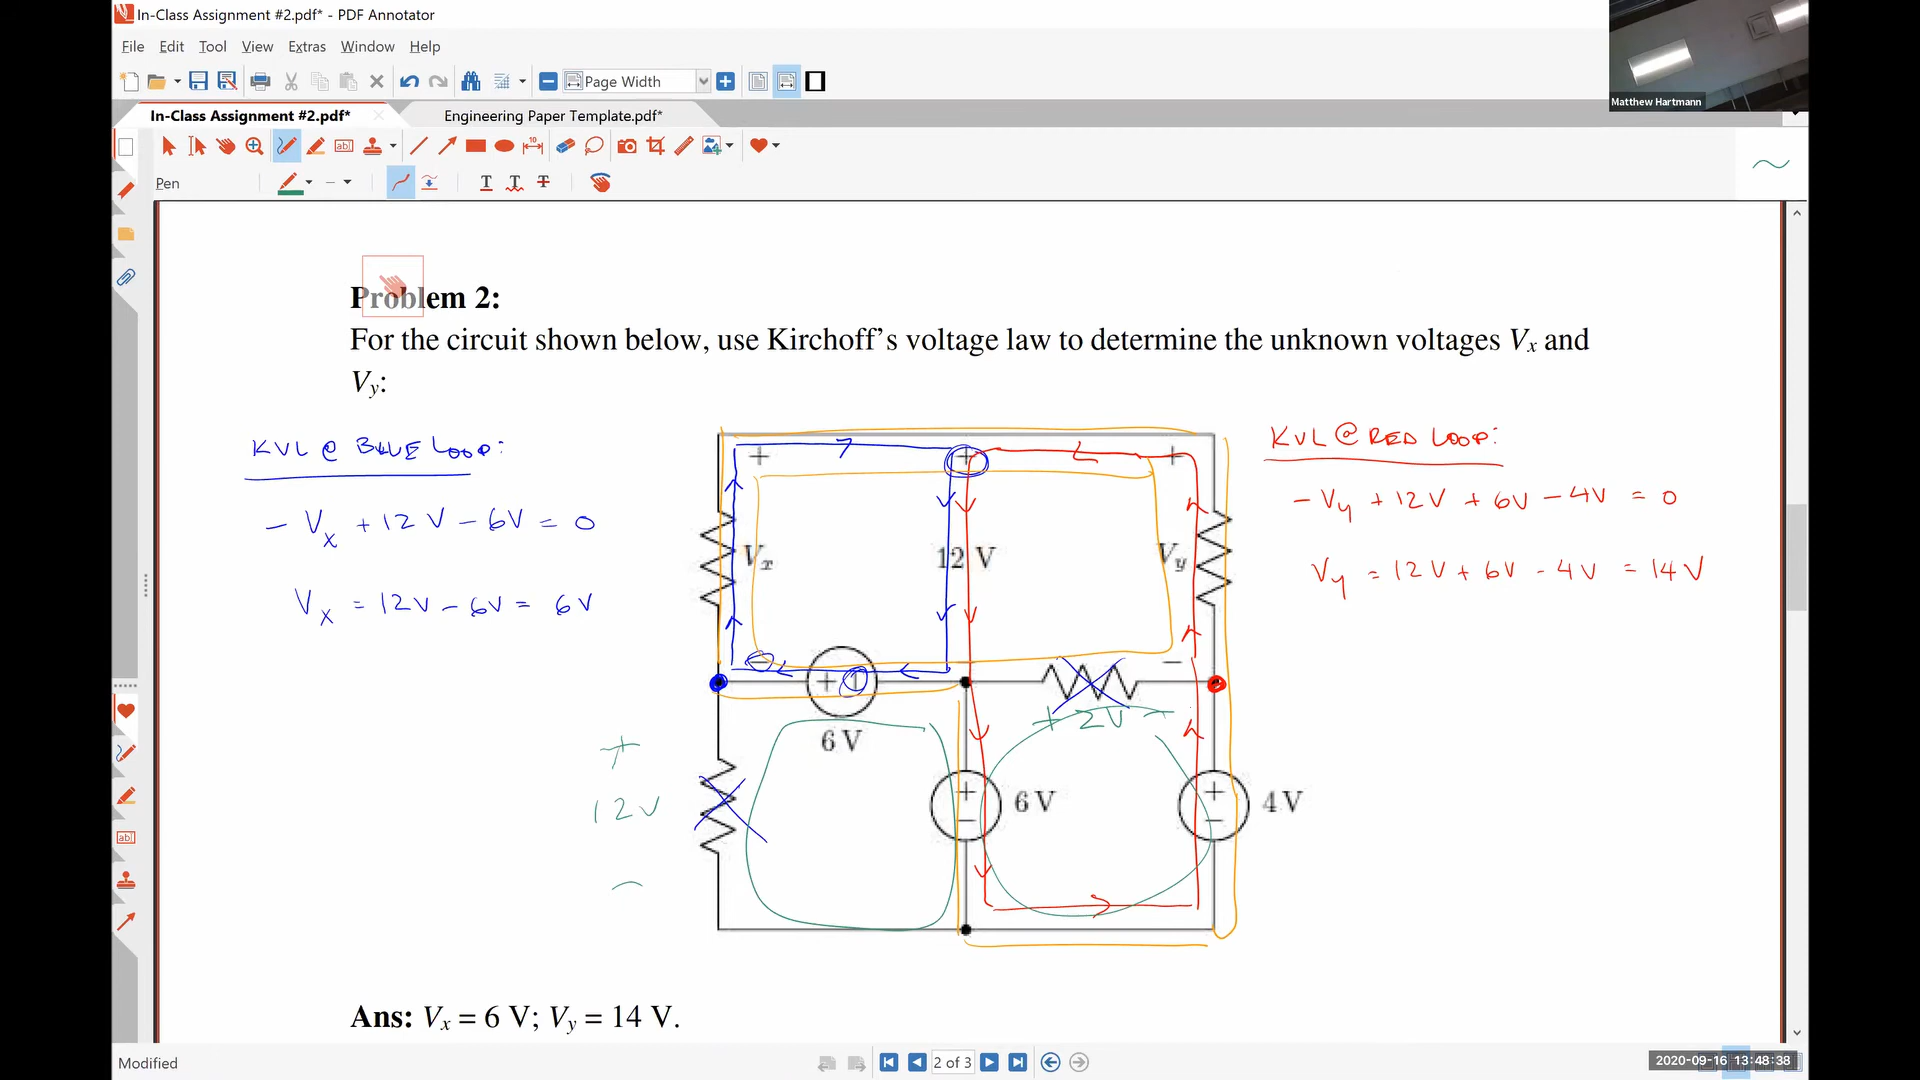 In-Class Assignment #2.pdf* - PDF Annotator
File Edit Tool View Extras Window Help
Page Width
In-Class Assignment #2.pdf*
Engineering Paper Template.pdf*
Pen
Matthew Hartmann
Problem 2:
For the circuit shown below, use Kirchoff's voltage law to determine the unknown voltages Vx and
Vy:
KVL @ BLUE LOOP:
- Vx + 12 V - 6V = 0
Vx = 12V - 6V = 6V
KVL @ RED LOOP:
- Vy + 12V + 6V - 4V = 0
Vy = 12V + 6V - 4V = 14V
+ + +
Vx
12 V
Vy
- -
+
6 V
+ 2V -
+
12V
-
+
-
6 V
+
-
4 V
Ans: Vx = 6 V; Vy = 14 V.
Modified
2 of 3
2020-09-16 13:48:38